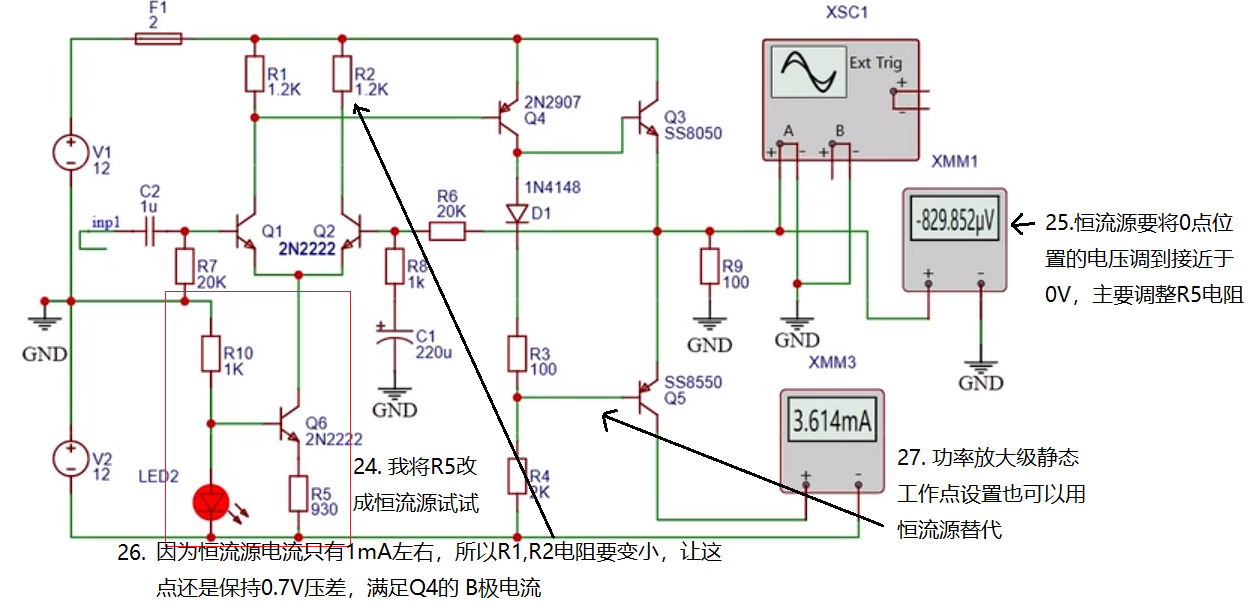 F1
2
XSC1
Ext Trig
+
-
A
B
+
-
+
-
R1
1.2K
R2
1.2K
2N2907
Q4
Q3
SS8050
V1
12
XMM1
-829.852μV
+
-
25.恒流源要将0点位
置的电压调到接近于
0V，主要调整R5电阻
C2
1u
inp1
R7
20K
Q1
Q2
2N2222
R6
20K
1N4148
D1
R8
1k
R9
100
GND
GND
GND
GND
+
C1
220u
GND
R10
1K
R3
100
SS8550
Q5
XMM3
3.614mA
+
-
V2
12
LED2
Q6
2N2222
R5
930
R4
2K
24. 我将R5改
成恒流源试试
27. 功率放大级静态
工作点设置也可以用
恒流源替代
26. 因为恒流源电流只有1mA左右，所以R1,R2电阻要变小，让这
点还是保持0.7V压差，满足Q4的 B极电流